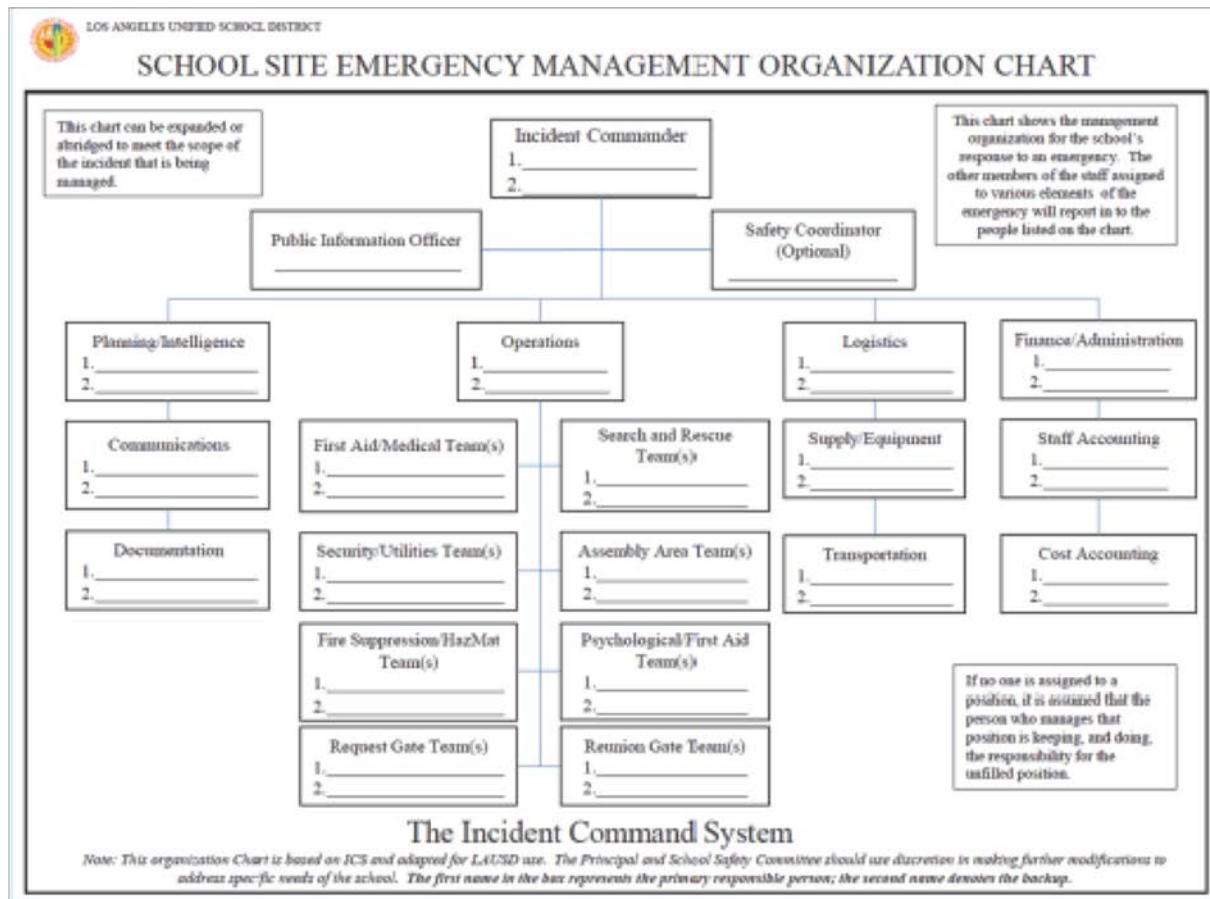 LOS ANGELES UNIFIED SCHOOL DISTRICT
SCHOOL SITE EMERGENCY MANAGEMENT ORGANIZATION CHART
This chart can be expanded or
abridged to meet the scope of
the incident that is being
managed.
Incident Commander
1.
2.
This chart shows the management
organization for the school's
response to an emergency. The
other members of the staff assigned
to various elements of the
emergency will report in to the
people listed on the chart.
Public Information Officer
Safety Coordinator
(Optional)
Planning/Intelligence
1.
2.
Operations
1.
2.
Logistics
1.
2.
Finance/Administration
1.
2.
Communications
1.
2.
First Aid/Medical Team(s)
1.
2.
Search and Rescue
Team(s)
1.
2.
Supply/Equipment
1.
2.
Staff Accounting
1.
2.
Documentation
1.
2.
Security/Utilities Team(s)
1.
2.
Assembly Area Team(s)
1.
2.
Transportation
1.
2.
Cost Accounting
1.
2.
Fire Suppression/HazMat
Team(s)
1.
2.
Psychological/First Aid
Team(s)
1.
2.
Request Gate Team(s)
1.
2.
Reunion Gate Team(s)
1.
2.
If no one is assigned to a
position, it is assumed that the
person who manages that
position is keeping, and doing,
the responsibility for the
unfilled position.
The Incident Command System
Note: This organization Chart is based on ICS and adapted for LAUSD use. The Principal and School Safety Committee should use discretion in making further modifications to
address specific needs of the school. The first name in the box represents the primary responsible person; the second name denotes the backup.